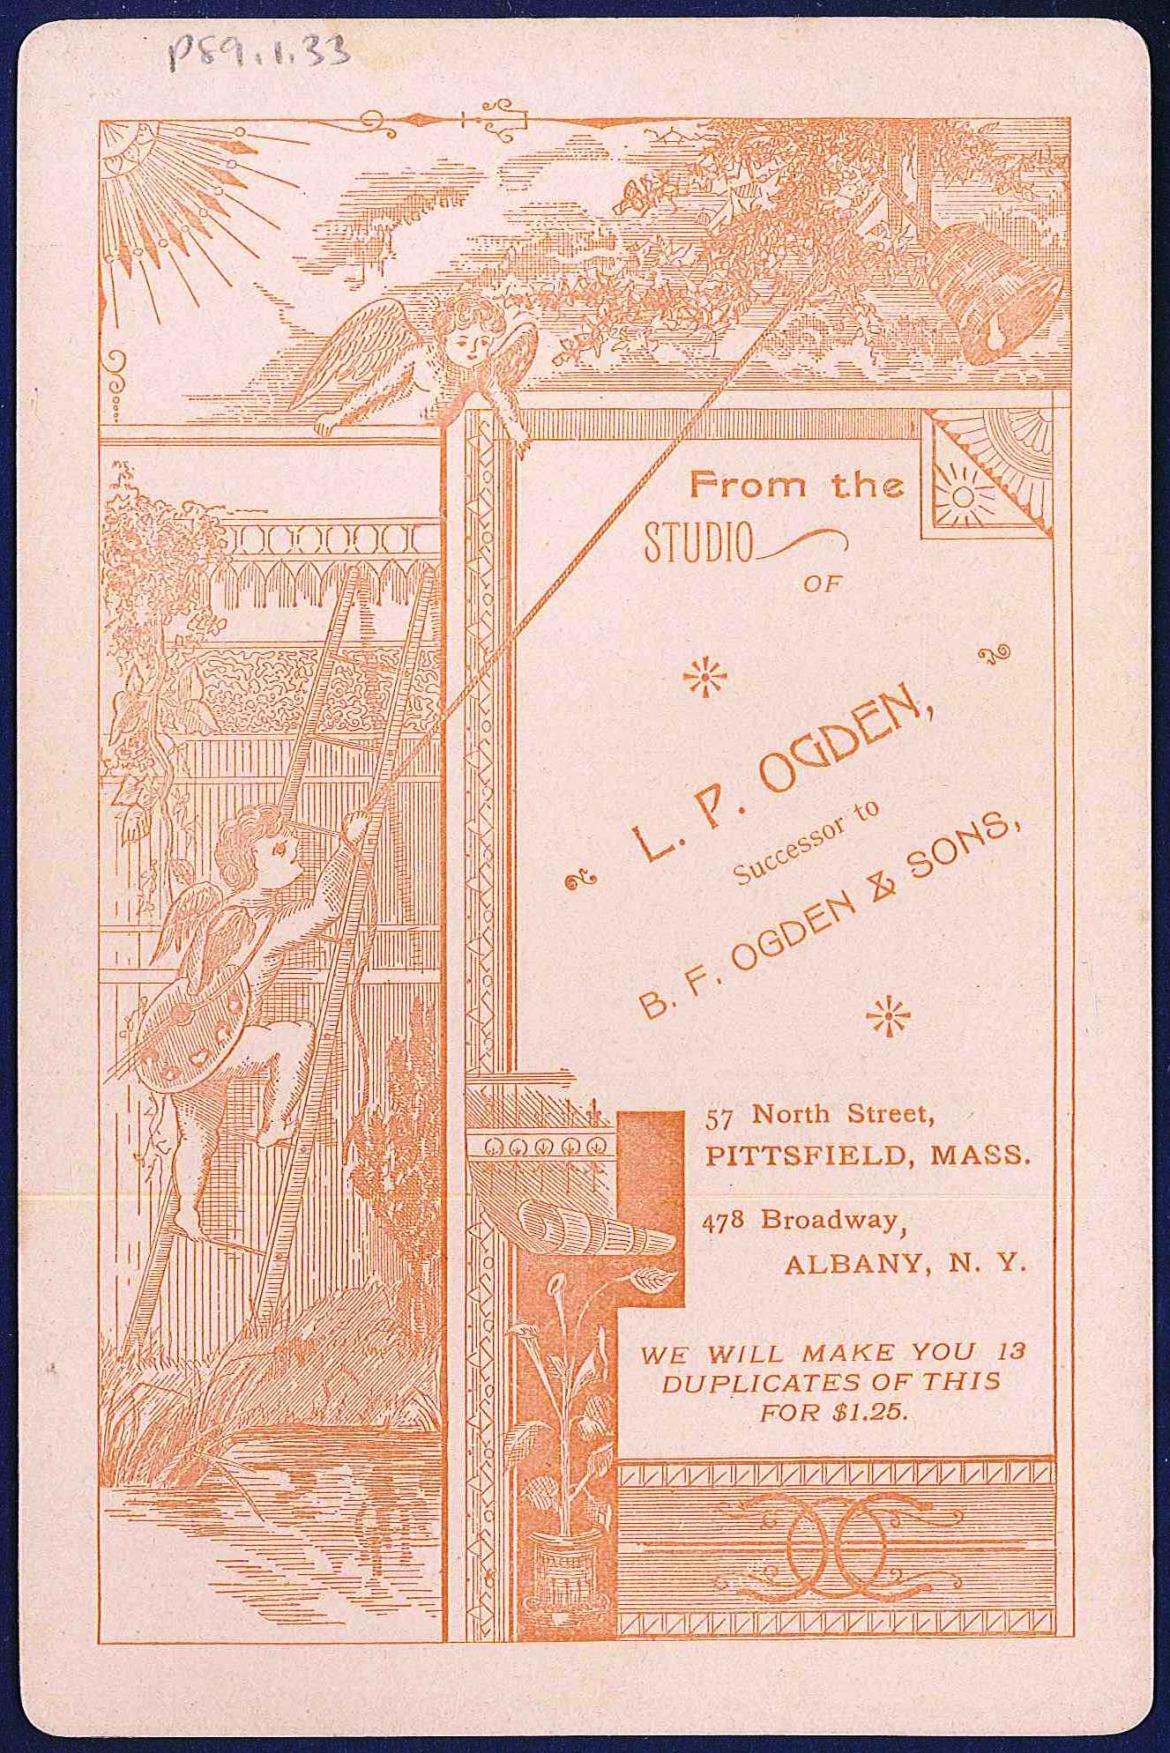 P89.1.33
From the
STUDIO
OF
L. P. OGDEN,
Successor to
B. F. OGDEN & SONS,
57 North Street,
PITTSFIELD, MASS.
478 Broadway,
ALBANY, N. Y.
WE WILL MAKE YOU 13
DUPLICATES OF THIS
FOR $1.25.